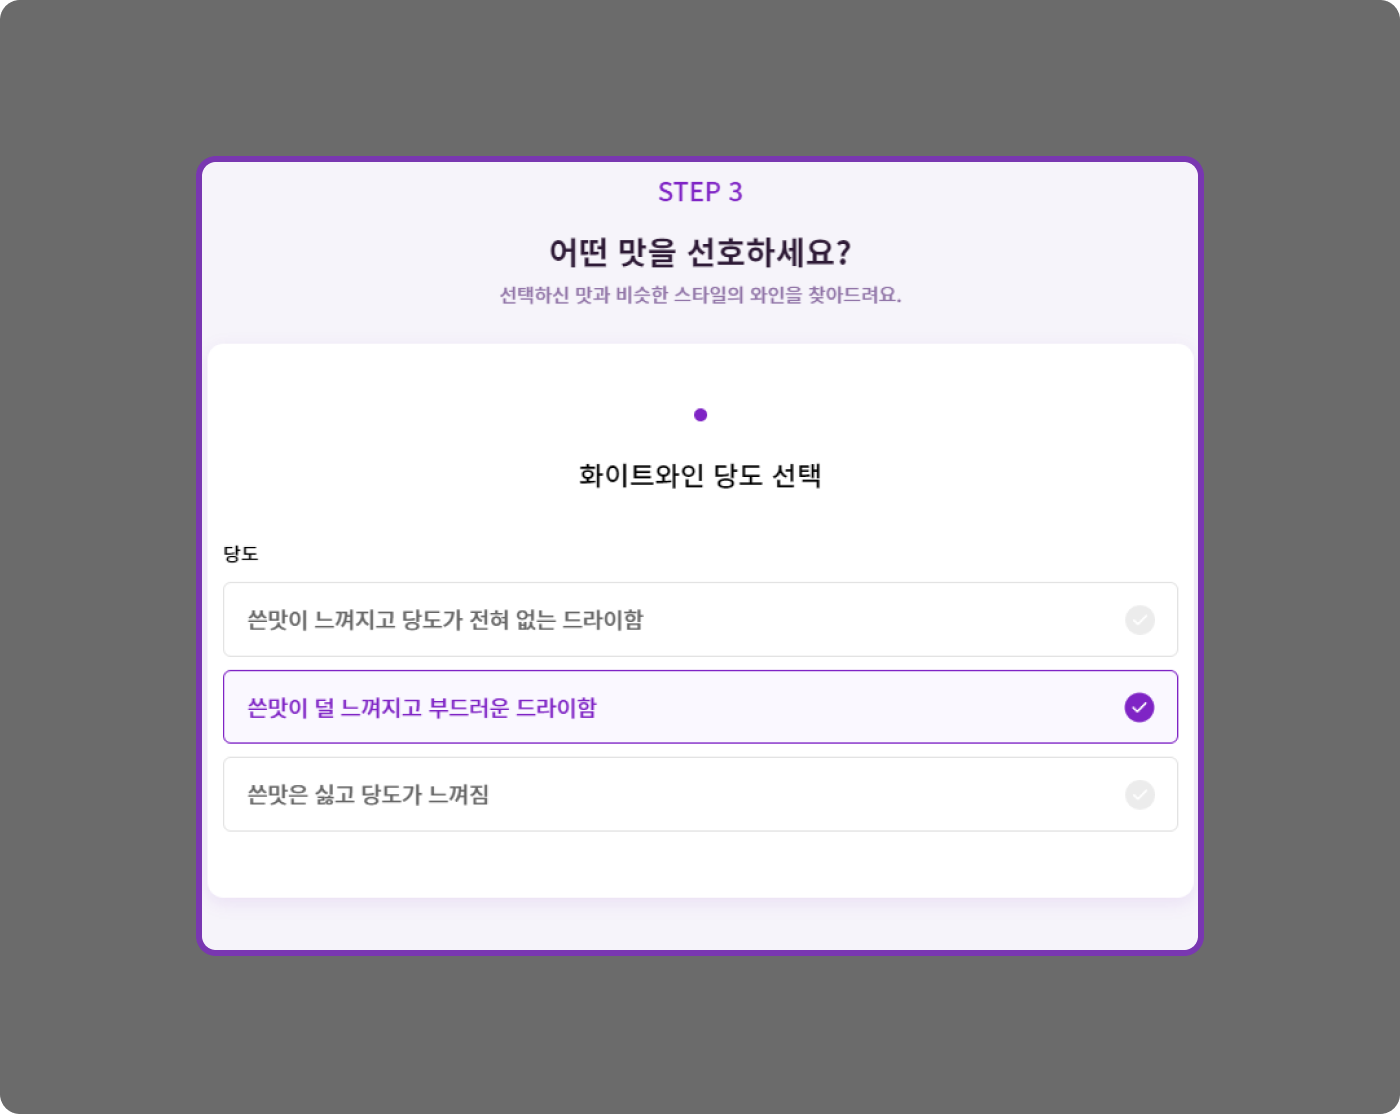 STEP 3
어떤 맛을 선호하세요?
선택하신 맛과 비슷한 스타일의 와인을 찾아드려요.
화이트와인 당도 선택
당도
쓴맛이 느껴지고 당도가 전혀 없는 드라이함
쓴맛이 덜 느껴지고 부드러운 드라이함
쓴맛은 싫고 당도가 느껴짐